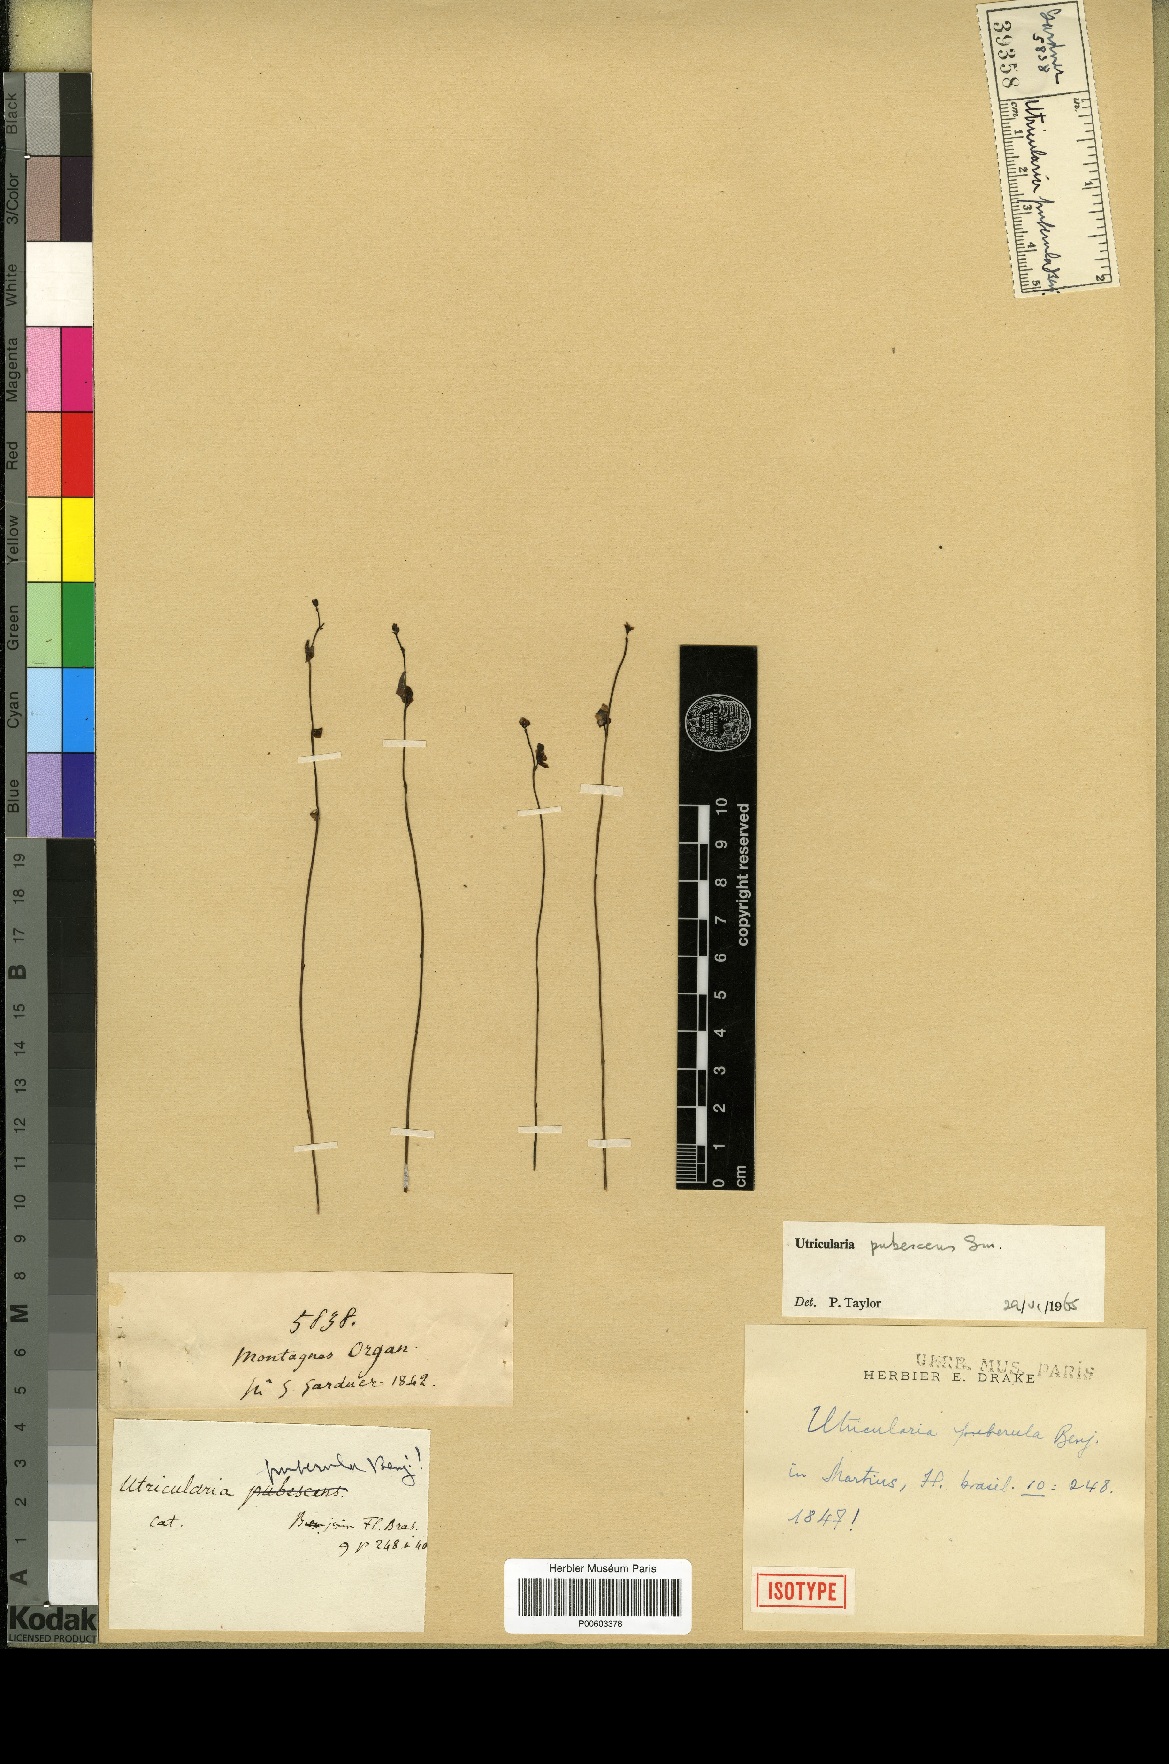 Gardner
5838
39358
Utricularia puberula Benj.
in. 1 2
cm 1 2 3 4 5
Black
3/Color
White
Magenta
Red
Yellow
Green
Cyan
Blue
19
18
17
B
15
14
13
12
11
10
9
8
M
6
5
4
3
2
1
A
Kodak
LICENSED PRODUCT
10
9
8
7
6
5
4
3
2
1
0
cm
copyright reserved
Utricularia pubescens Sm.
Det. P. Taylor 29/VI/1965
5838.
Montagnes Organ.
Gardner 1842.
puberula Benj!
Utricularia pubescens.
Cat. Benjamin Fl. Bras.
9 p 248
HERB. MUS. PARIS
HERBIER E. DRAKE
Utricularia puberula Benj.
in Martius, Fl. brasil. 10: 248.
1847!
ISOTYPE
Herbier Muséum Paris
P00603378